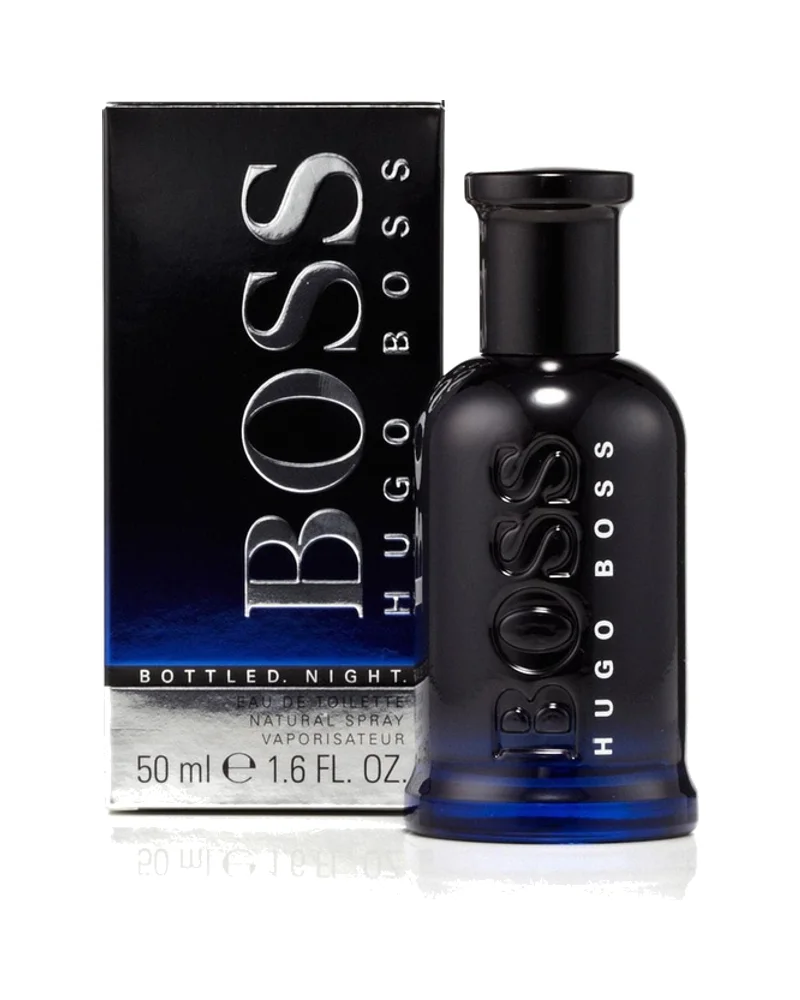 BOSS
HUGO BOSS
BOTTLED. NIGHT.
EAU DE TOILETTE
NATURAL SPRAY
VAPORISATEUR
50 ml ℮ 1.6 FL. OZ.
BOSS
HUGO BOSS